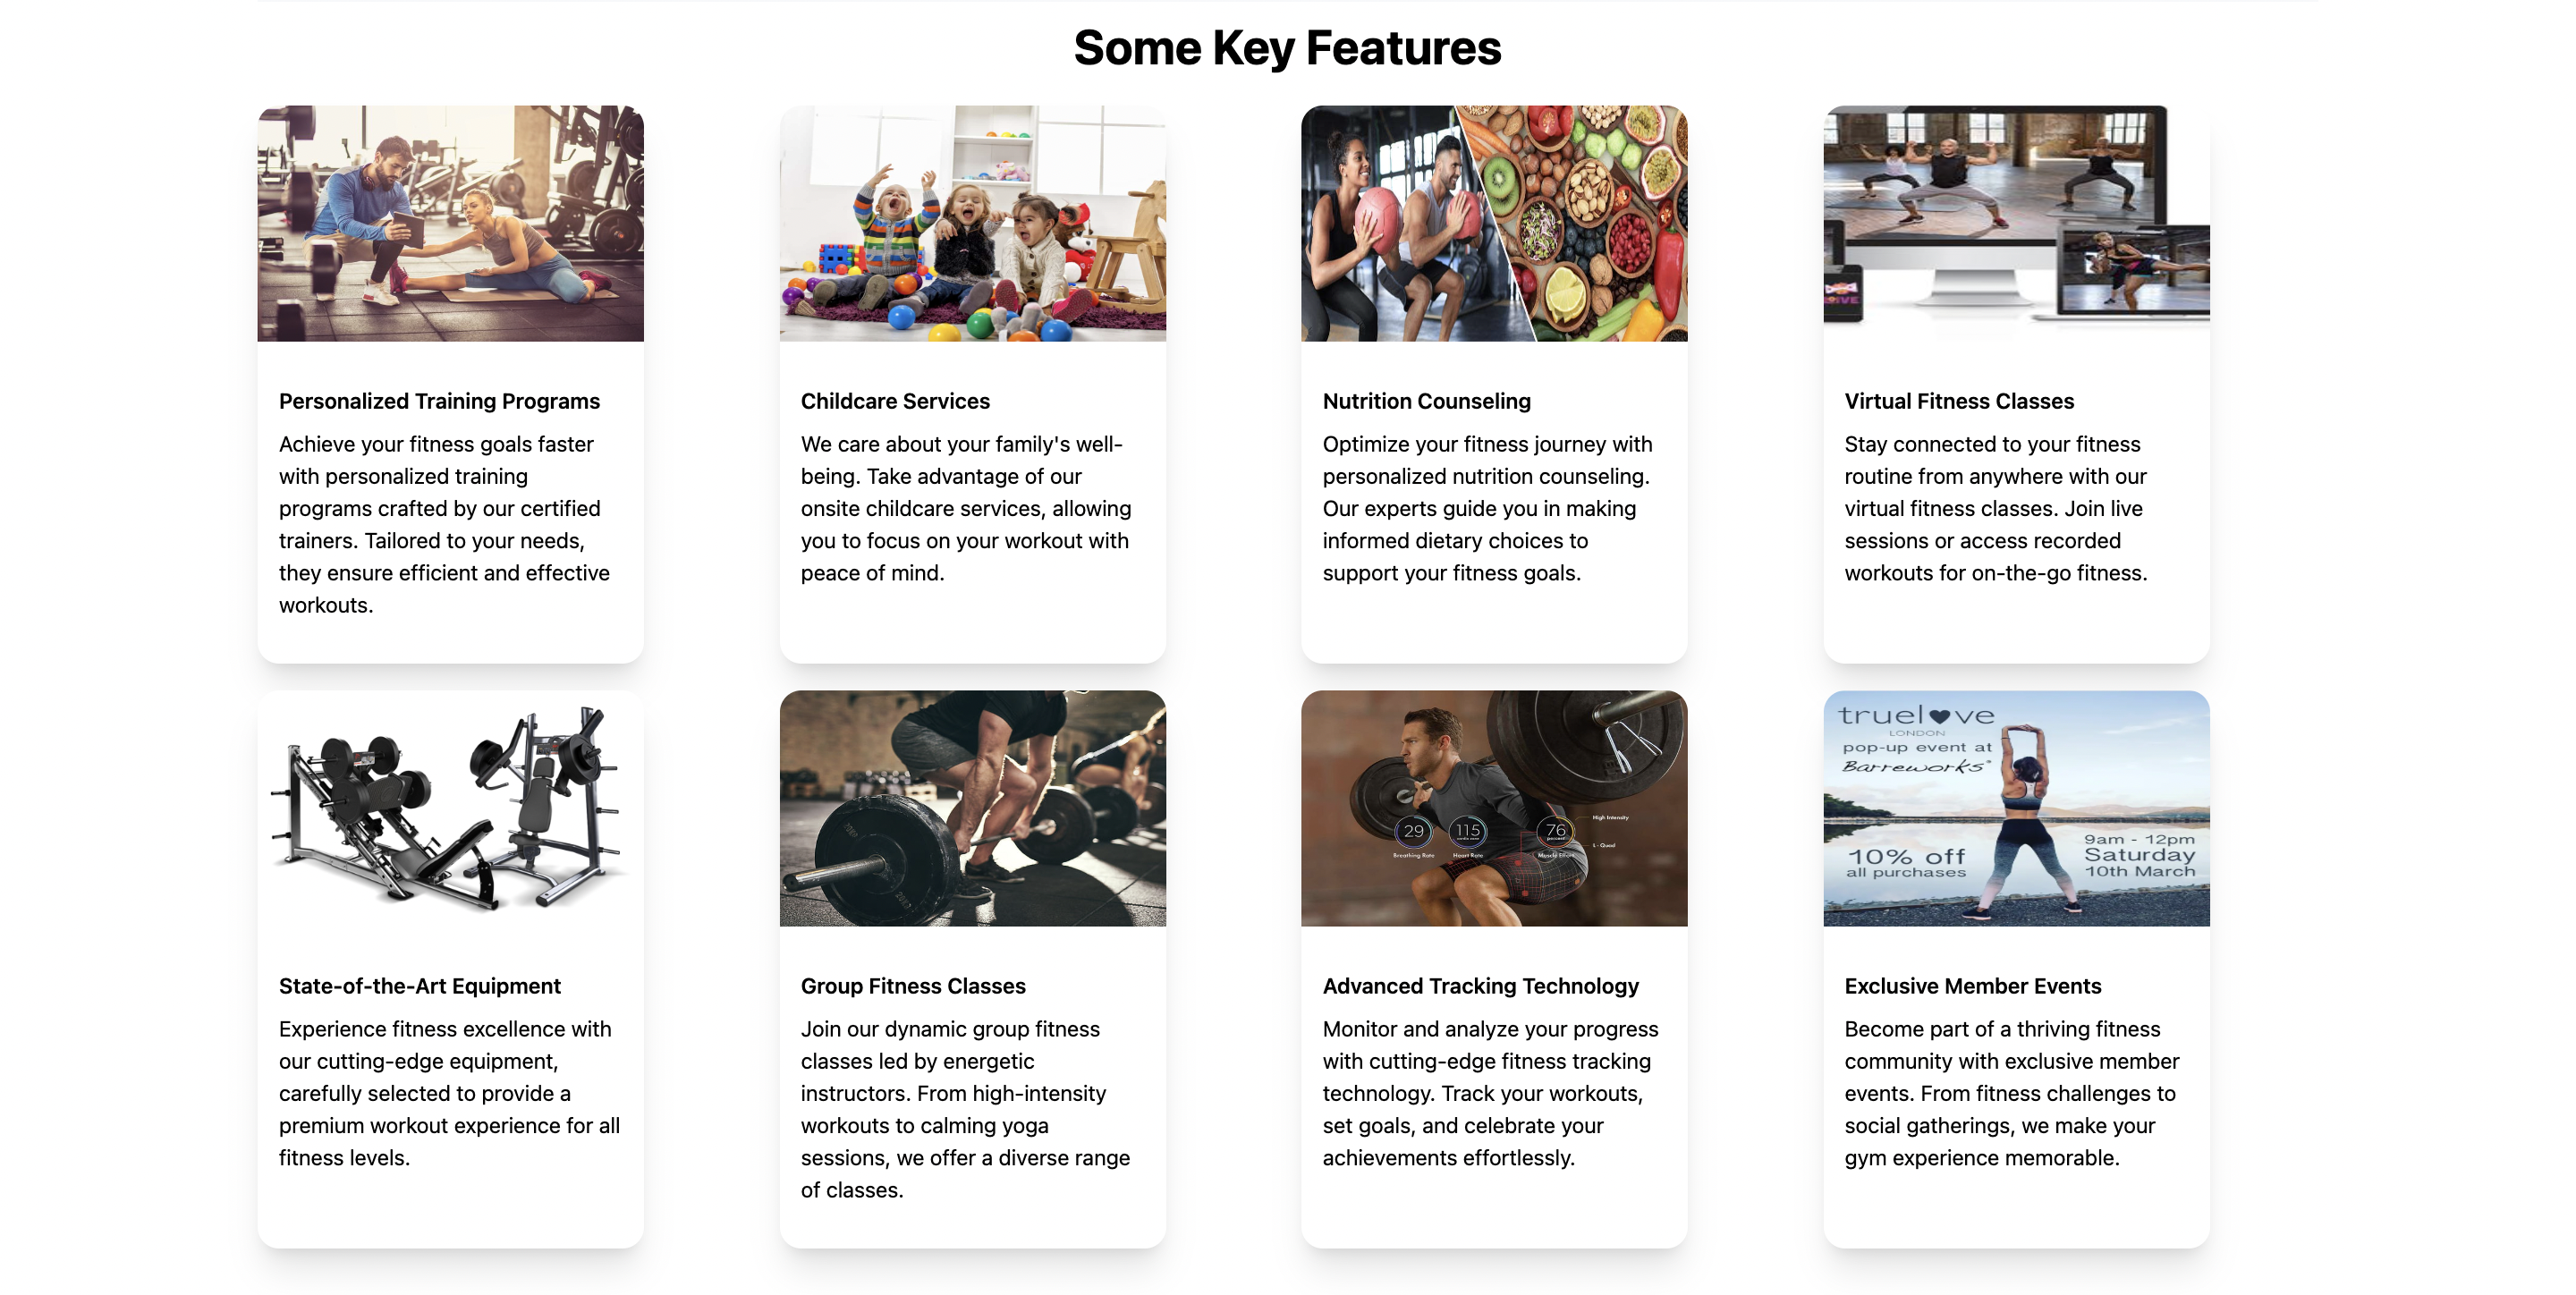 Some Key Features
Personalized Training Programs
Achieve your fitness goals faster
with personalized training
programs crafted by our certified
trainers. Tailored to your needs,
they ensure efficient and effective
workouts.
Childcare Services
We care about your family's well-
being. Take advantage of our
onsite childcare services, allowing
you to focus on your workout with
peace of mind.
Nutrition Counseling
Optimize your fitness journey with
personalized nutrition counseling.
Our experts guide you in making
informed dietary choices to
support your fitness goals.
LIVE
Virtual Fitness Classes
Stay connected to your fitness
routine from anywhere with our
virtual fitness classes. Join live
sessions or access recorded
workouts for on-the-go fitness.
State-of-the-Art Equipment
Experience fitness excellence with
our cutting-edge equipment,
carefully selected to provide a
premium workout experience for all
fitness levels.
Group Fitness Classes
Join our dynamic group fitness
classes led by energetic
instructors. From high-intensity
workouts to calming yoga
sessions, we offer a diverse range
of classes.
29
Breathing Rate
115
Heart Rate
76
percent
Muscle Effort
High Intensity
L - Quad
Advanced Tracking Technology
Monitor and analyze your progress
with cutting-edge fitness tracking
technology. Track your workouts,
set goals, and celebrate your
achievements effortlessly.
truel♥ve
LONDON
pop-up event at
Barreworks
10% off
all purchases
9am - 12pm
Saturday
10th March
Exclusive Member Events
Become part of a thriving fitness
community with exclusive member
events. From fitness challenges to
social gatherings, we make your
gym experience memorable.